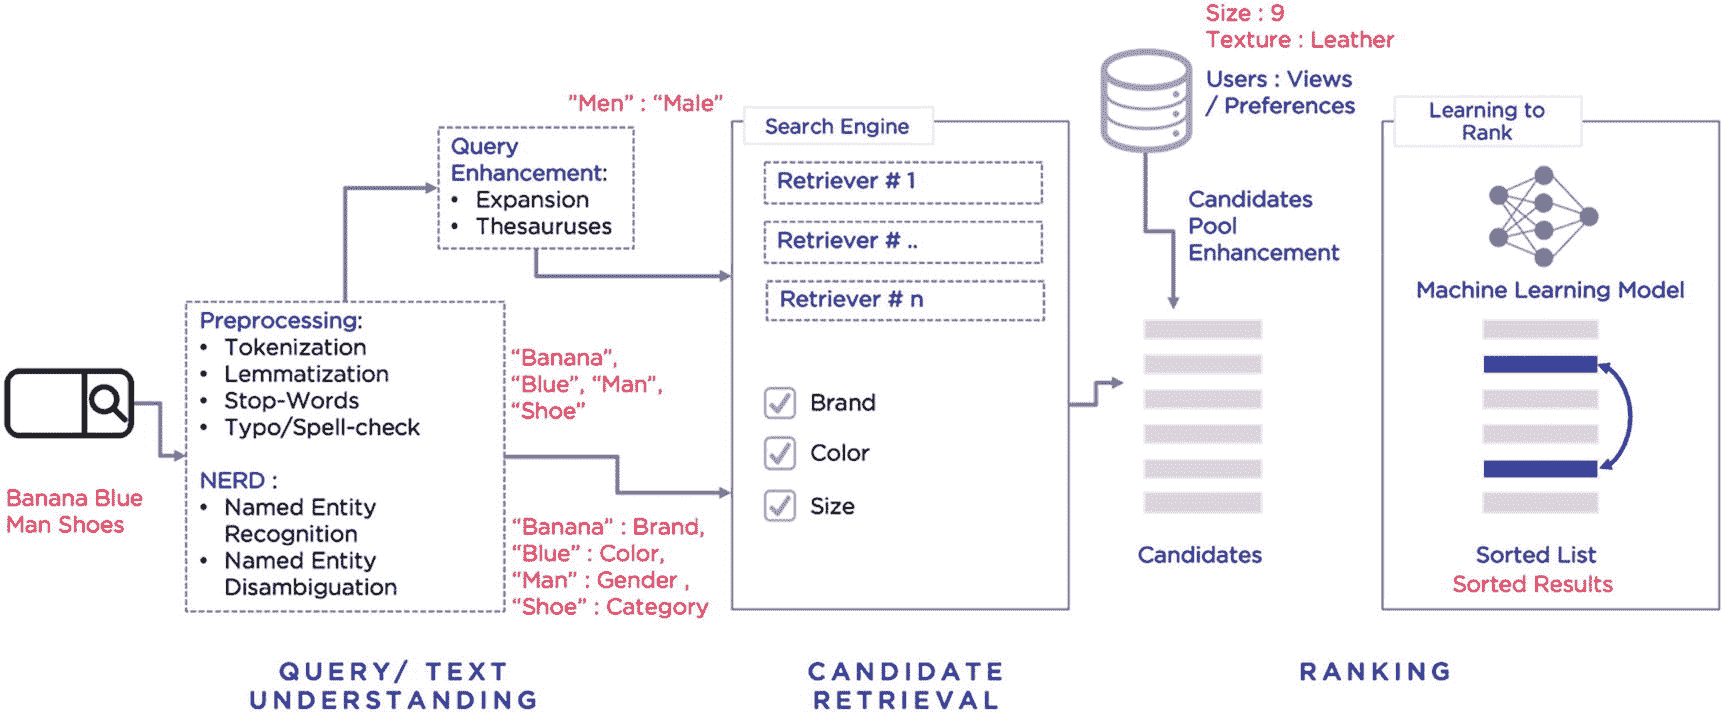 Banana Blue
Man Shoes
Preprocessing:
• Tokenization
• Lemmatization
• Stop-Words
• Typo/Spell-check
NERD :
• Named Entity
Recognition
• Named Entity
Disambiguation
"Men" : “Male”
Query
Enhancement:
• Expansion
• Thesauruses
“Banana”,
“Blue”, “Man”,
“Shoe”
“Banana” : Brand,
“Blue” : Color,
“Man” : Gender ,
“Shoe” : Category
QUERY/ TEXT
UNDERSTANDING
Search Engine
Retriever # 1
Retriever # ..
Retriever # n
Brand
Color
Size
CANDIDATE
RETRIEVAL
Size : 9
Texture : Leather
Users : Views
/ Preferences
Candidates
Pool
Enhancement
Candidates
Learning to
Rank
Machine Learning Model
Sorted List
Sorted Results
RANKING